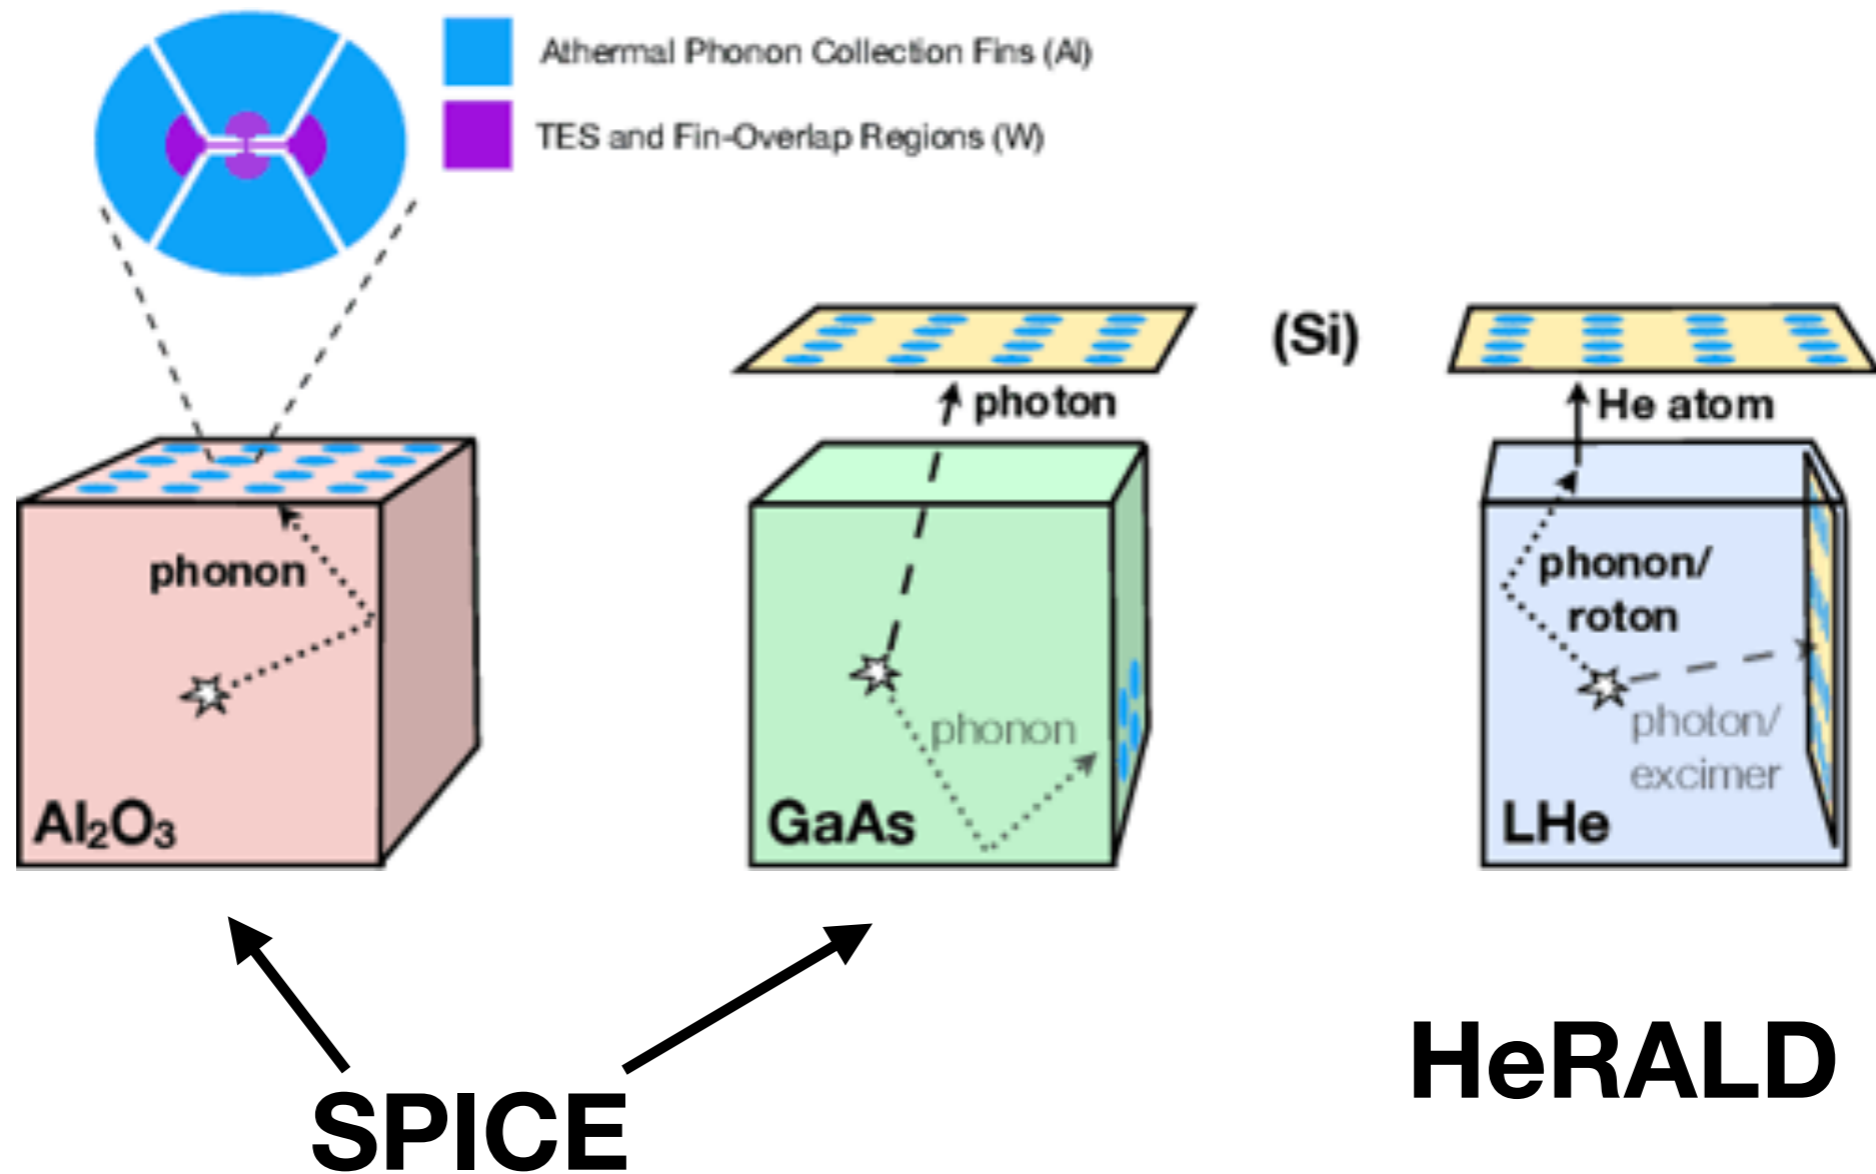 Athermal Phonon Collection Fins (Al)
TES and Fin-Overlap Regions (W)
(Si)
photon
He atom
phonon
phonon/
roton
phonon
photon/
excimer
Al₂O₃
GaAs
LHe
HeRALD
SPICE